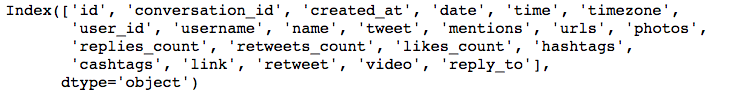 Index(['id', 'conversation_id', 'created_at', 'date', 'time', 'timezone',
'user_id', 'username', 'name', 'tweet', 'mentions', 'urls', 'photos',
'replies_count', 'retweets_count', 'likes_count', 'hashtags',
'cashtags', 'link', 'retweet', 'video', 'reply_to'],
dtype='object')